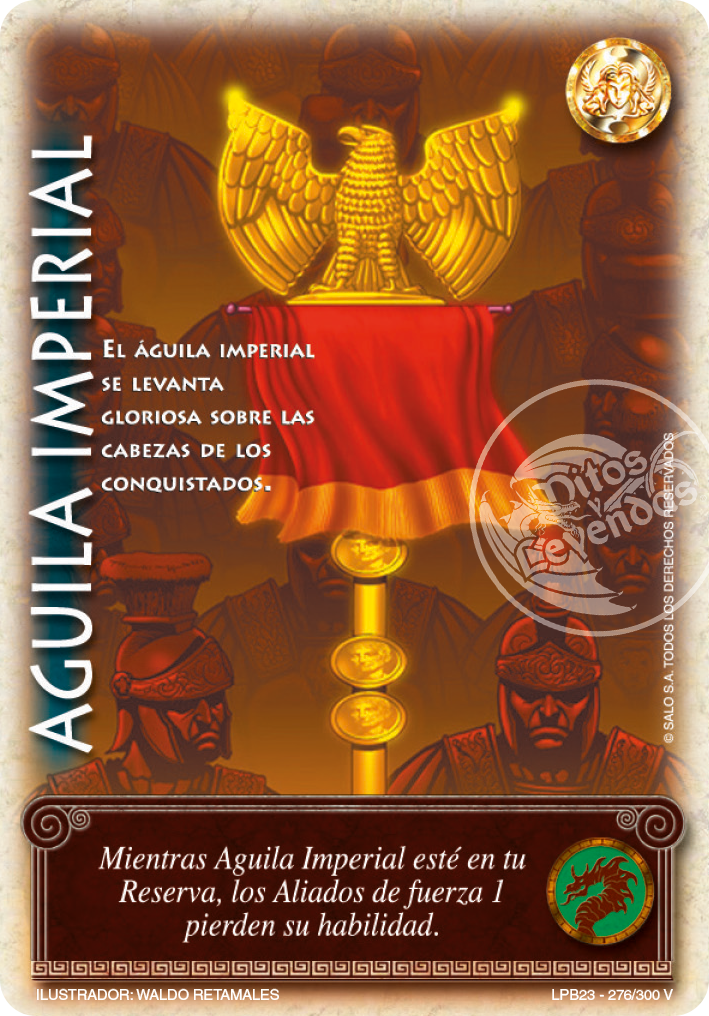 AGUILA IMPERIAL
El águila imperial
se levanta
gloriosa sobre las
cabezas de los
conquistados.
Mitos
y
Leyendas
© SALO S.A. TODOS LOS DERECHOS RESERVADOS
Mientras Aguila Imperial esté en tu
Reserva, los Aliados de fuerza 1
pierden su habilidad.
ILUSTRADOR: WALDO RETAMALES
LPB23 - 276/300 V